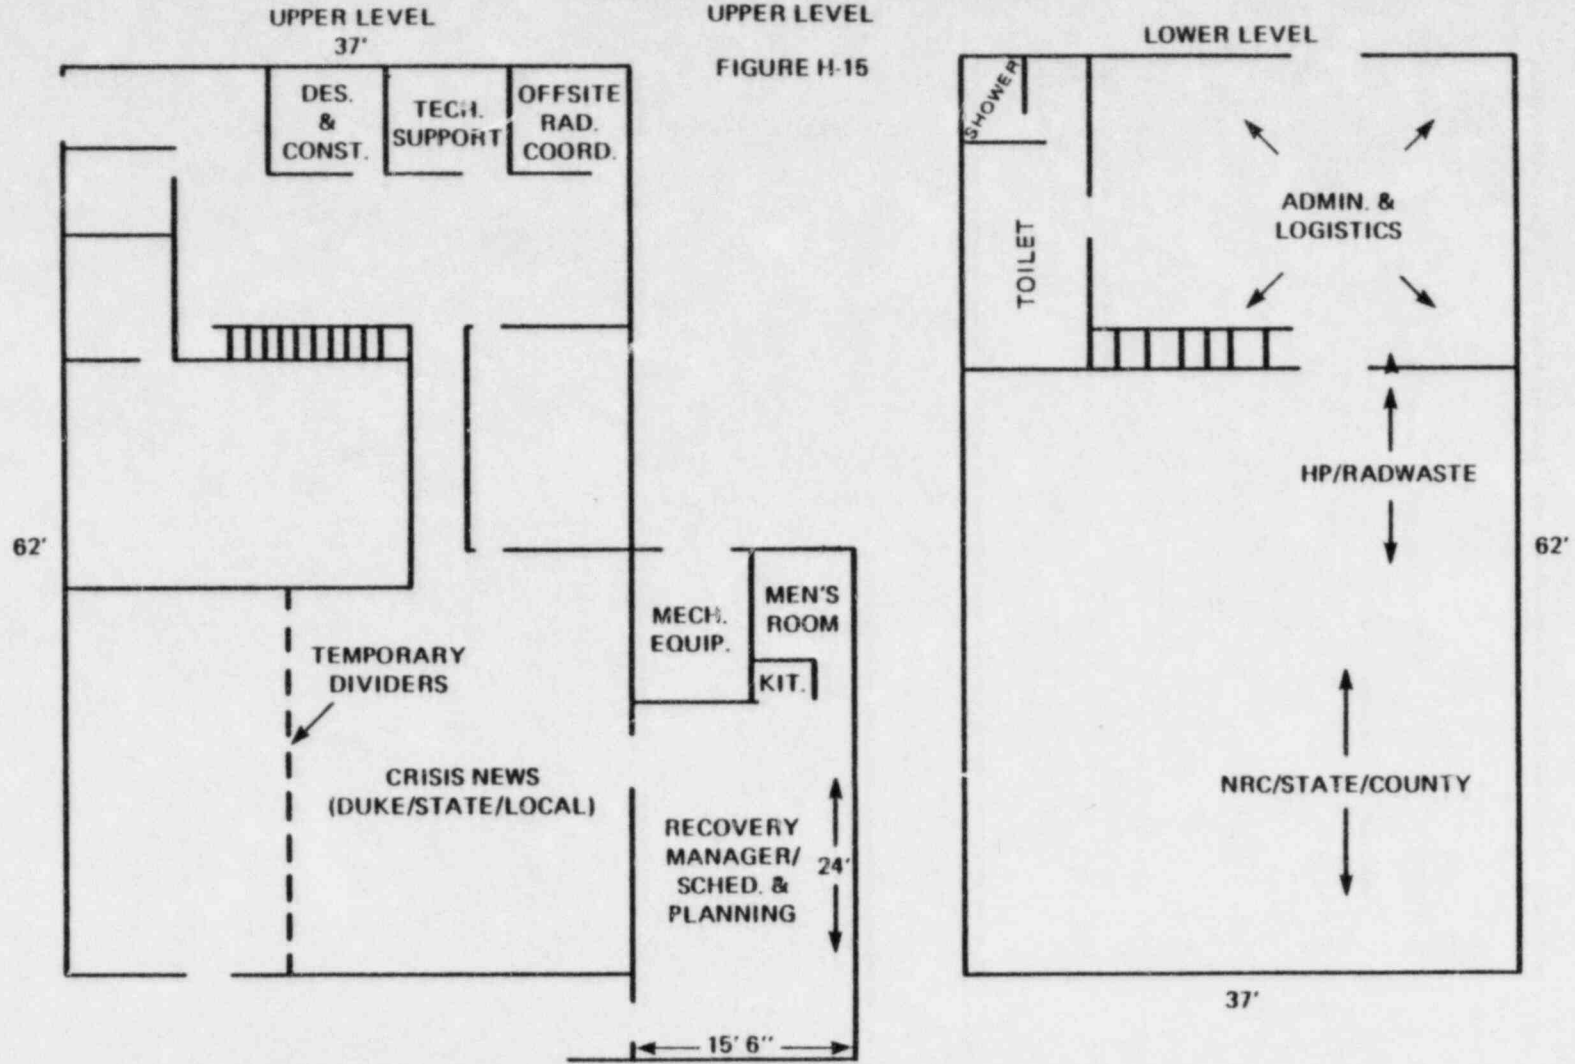 UPPER LEVEL
37'
UPPER LEVEL
FIGURE H-15
LOWER LEVEL
DES.
&
CONST.
TECH.
SUPPORT
OFFSITE
RAD.
COORD.
SHOWER
TOILET
ADMIN. &
LOGISTICS
HP/RADWASTE
62'
62'
MECH.
EQUIP.
MEN'S
ROOM
KIT.
TEMPORARY
DIVIDERS
CRISIS NEWS
(DUKE/STATE/LOCAL)
RECOVERY
MANAGER/
SCHED. &
PLANNING
24'
NRC/STATE/COUNTY
37'
15' 6"